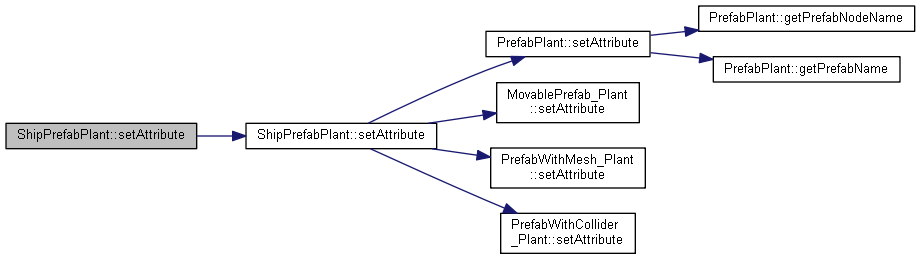 ShipPrefabPlant::setAttribute
ShipPrefabPlant::setAttribute
PrefabPlant::setAttribute
PrefabPlant::getPrefabNodeName
PrefabPlant::getPrefabName
MovablePrefab_Plant
::setAttribute
PrefabWithMesh_Plant
::setAttribute
PrefabWithCollider
_Plant::setAttribute